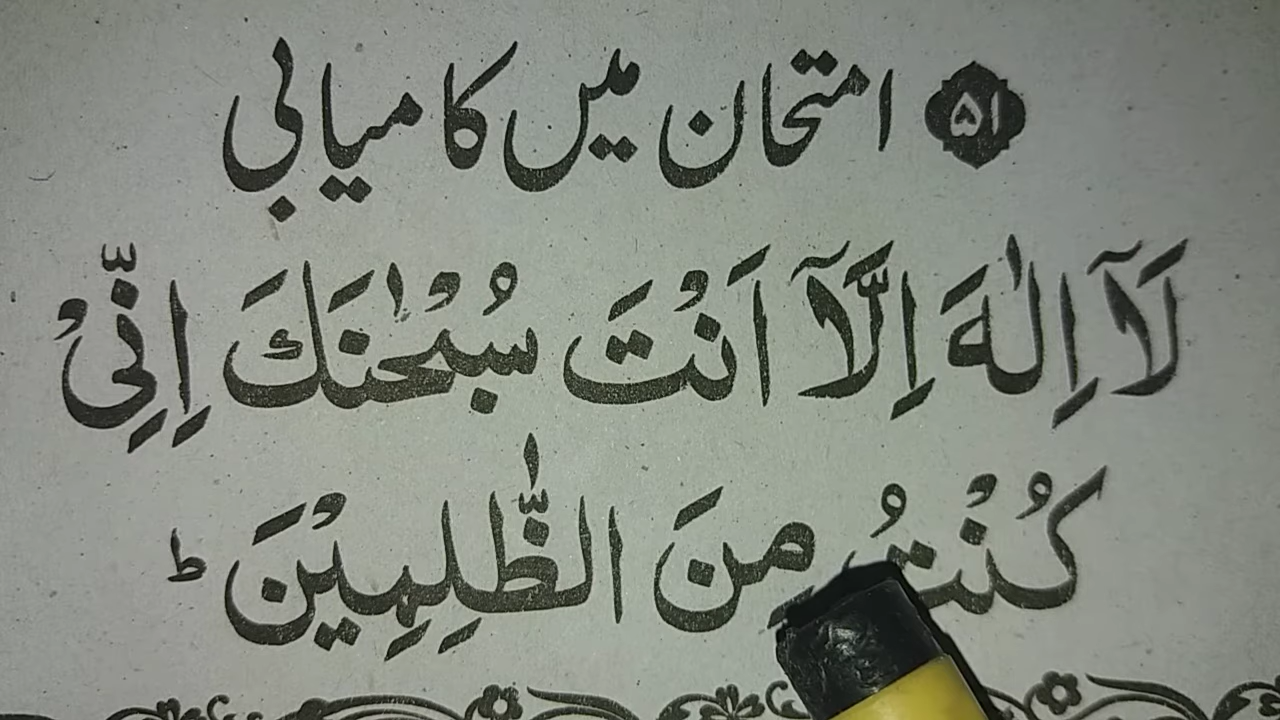 ۵۱ امتحان میں کامیابی
لَآ اِلٰهَ اِلَّآ اَنْتَ سُبْحٰنَكَ اِنِّیْ
كُنْتُ مِنَ الظّٰلِمِیْنَ ؕ